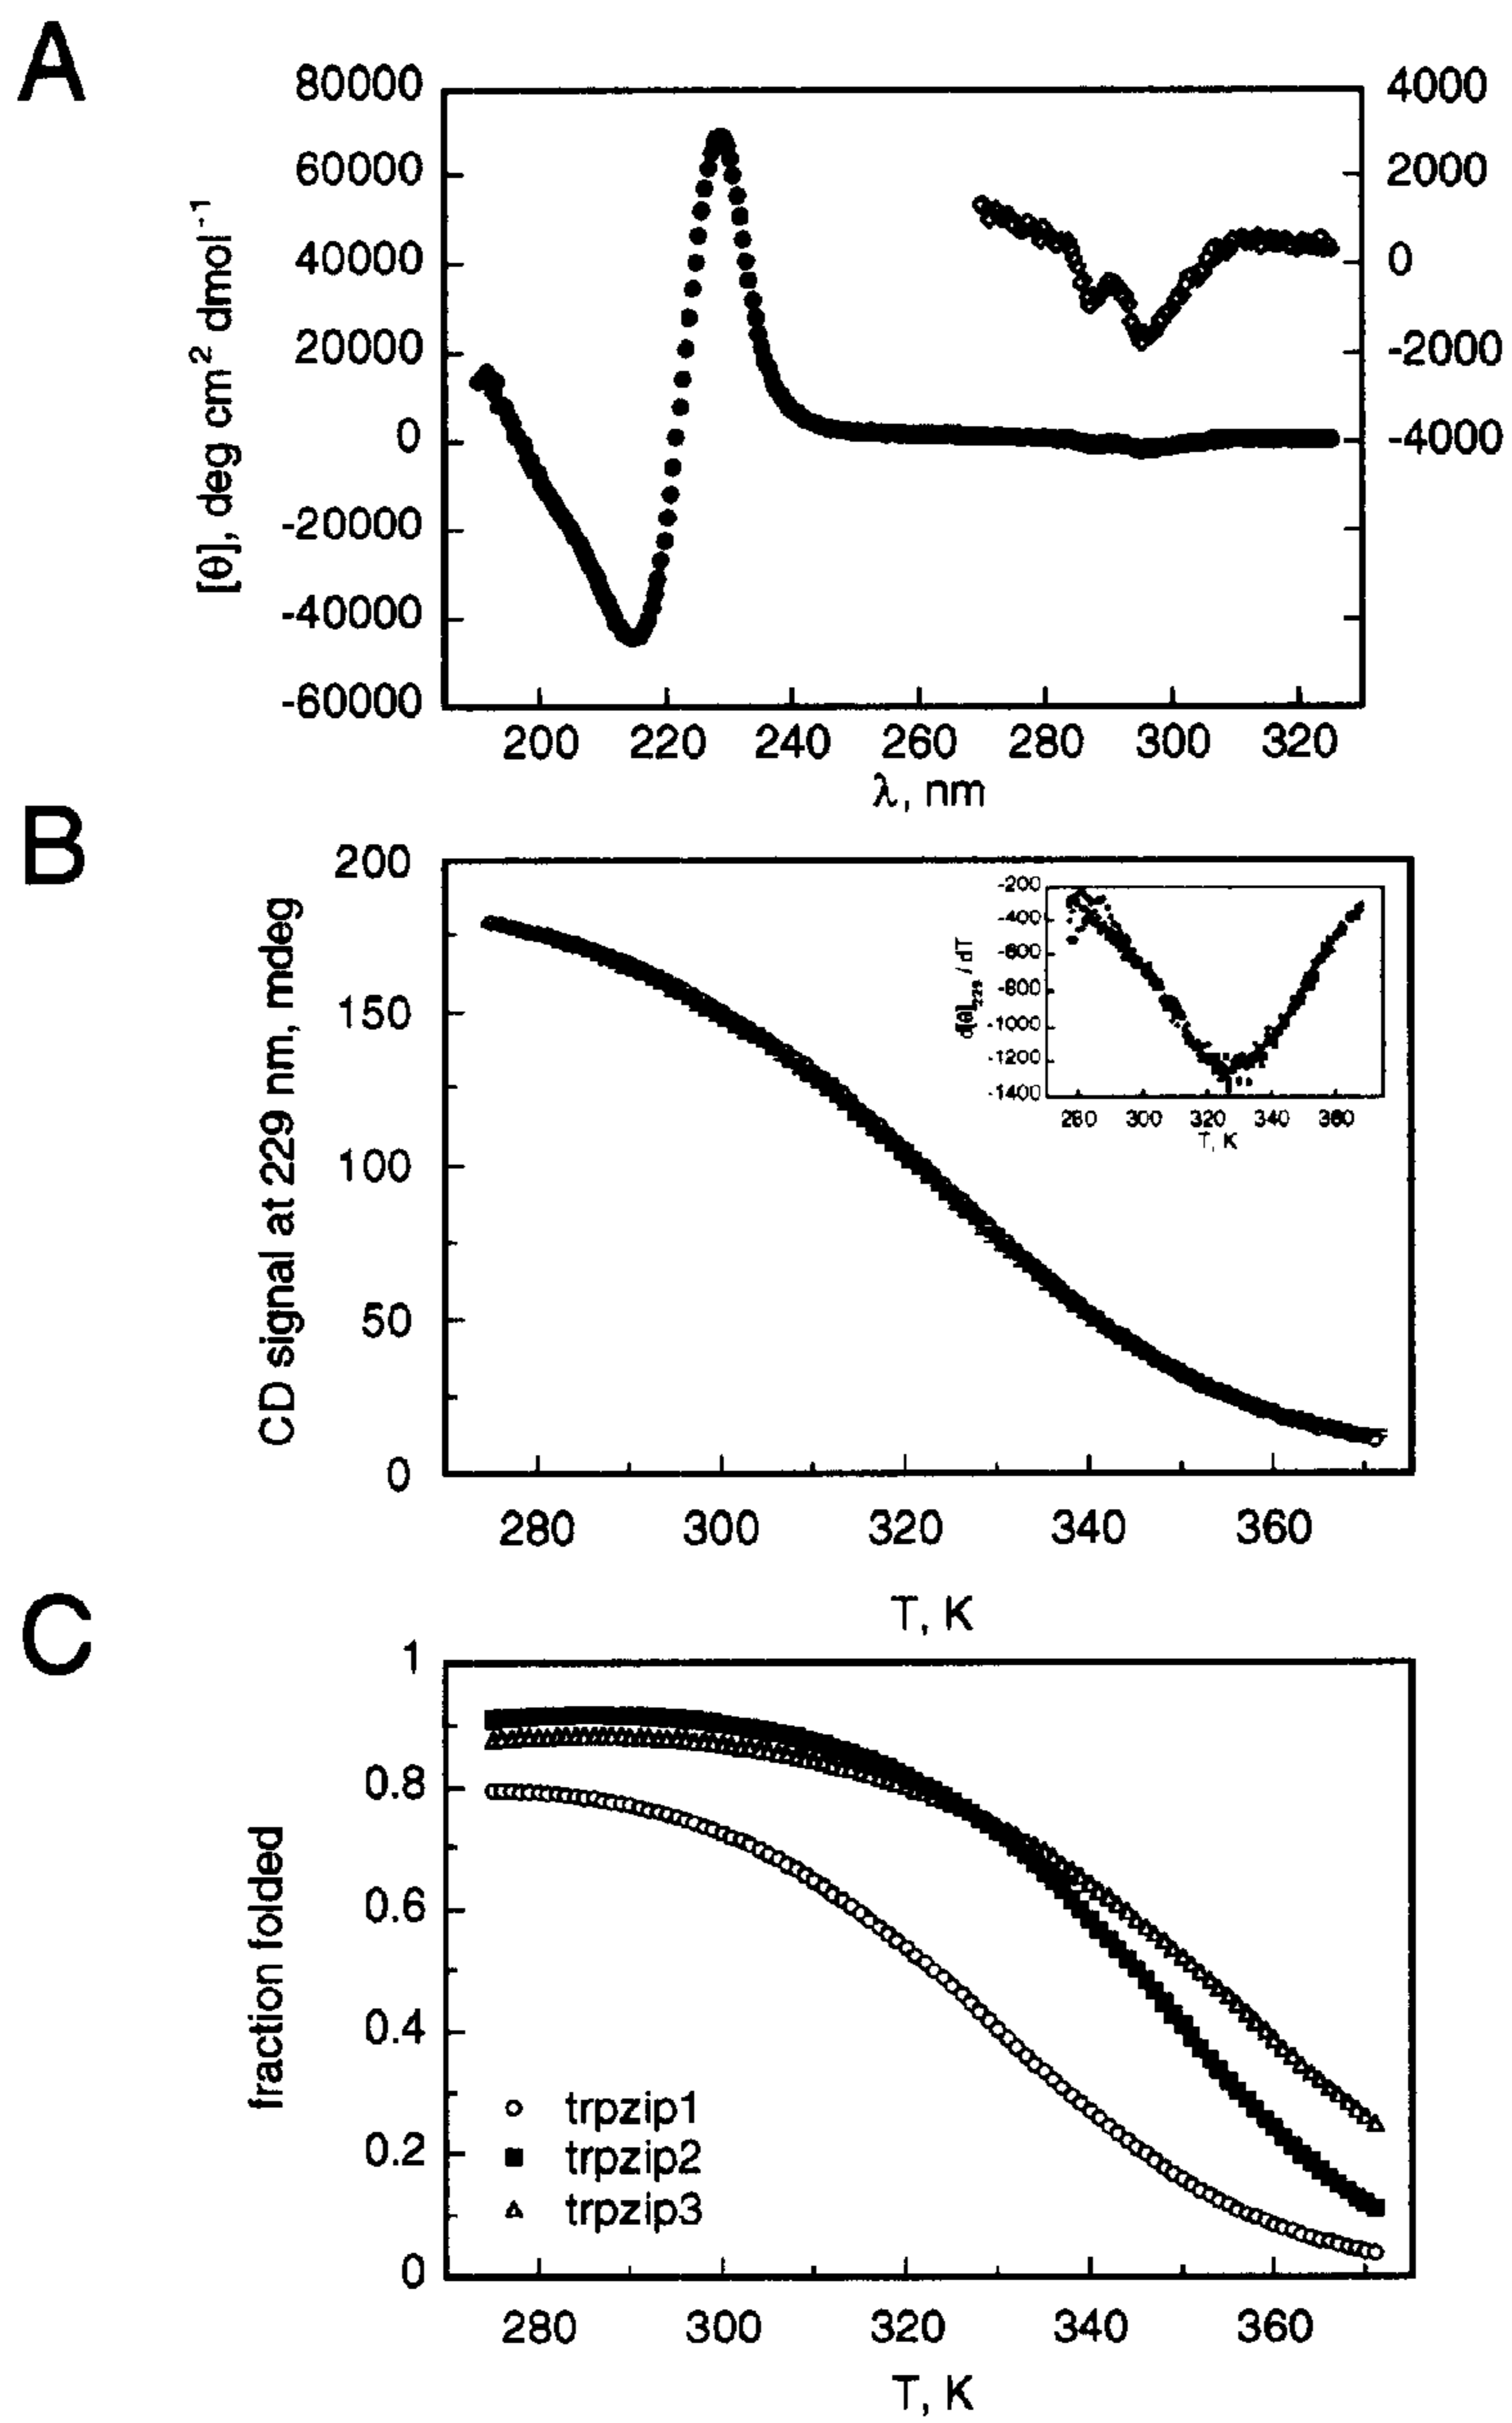 A
80000
60000
40000
20000
0
-20000
-40000
-60000
4000
2000
0
-2000
-4000
[θ], deg cm² dmol⁻¹
200 220 240 260 280 300 320
λ, nm
B
200
150
100
50
0
CD signal at 229 nm, mdeg
-200
-400
-600
-800
-1000
-1200
-1400
d[θ]₂₂₉ / dT
280 300 320 340 360
T, K
280 300 320 340 360
T, K
C
1
0.8
0.6
0.4
0.2
0
fraction folded
trpzip1
trpzip2
trpzip3
280 300 320 340 360
T, K